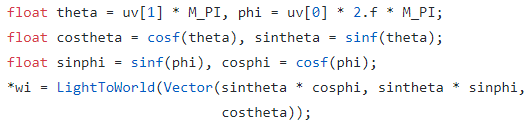 float theta = uv[1] * M_PI, phi = uv[0] * 2.f * M_PI;
float costheta = cosf(theta), sintheta = sinf(theta);
float sinphi = sinf(phi), cosphi = cosf(phi);
*wi = LightToWorld(Vector(sintheta * cosphi, sintheta * sinphi,
costheta));